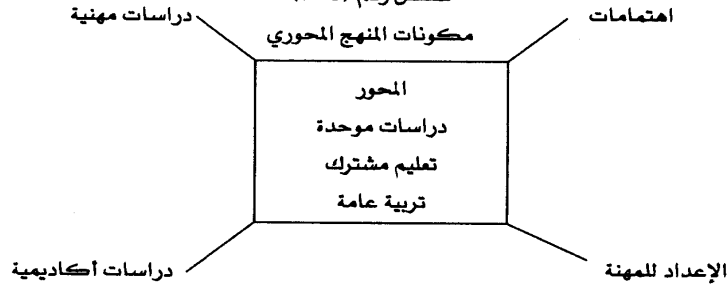 اهتمامات
دراسات مهنية
مكونات المنهج المحوري
المحور
دراسات موحدة
تعليم مشترك
تربية عامة
الإعداد للمهنة
دراسات أكاديمية